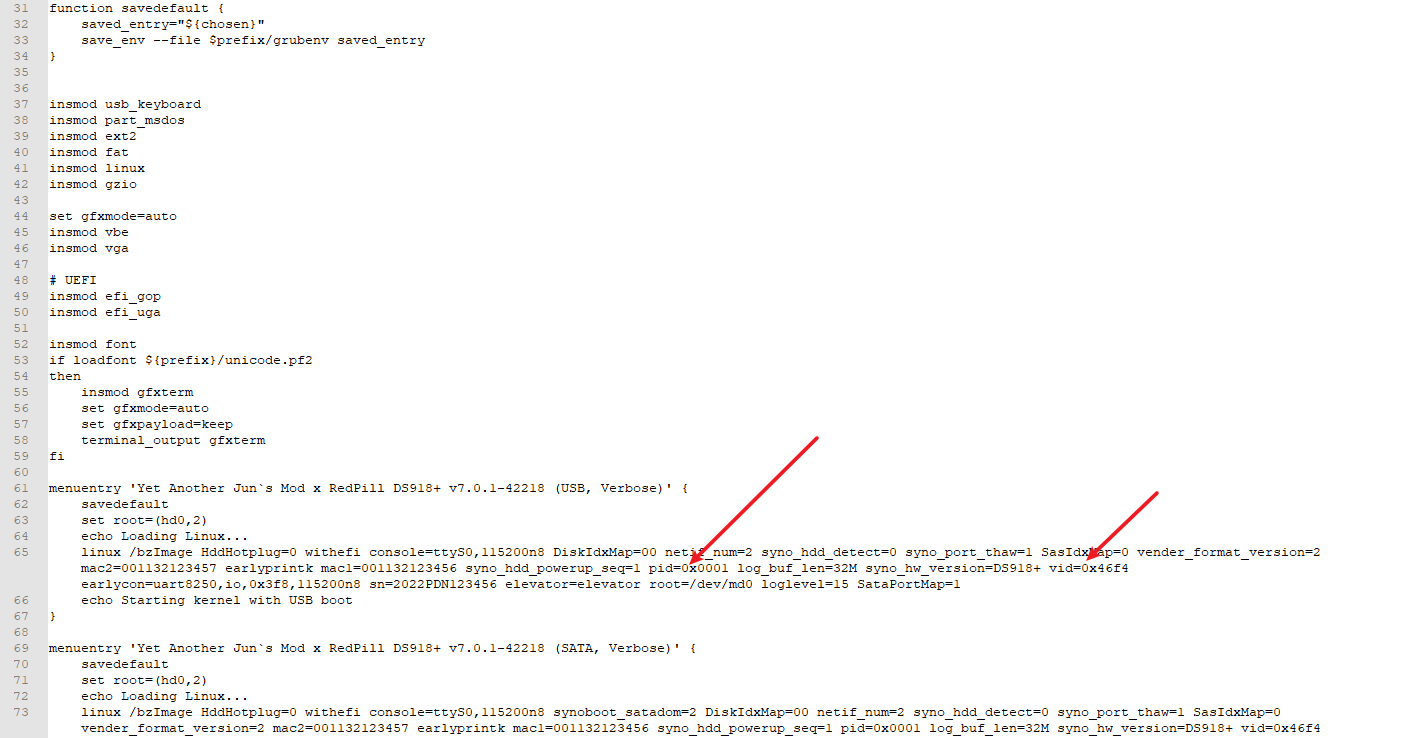 31 function savedefault {
32 saved_entry="${chosen}"
33 save_env --file $prefix/grubenv saved_entry
34 }
35
36
37 insmod usb_keyboard
38 insmod part_msdos
39 insmod ext2
40 insmod fat
41 insmod linux
42 insmod gzio
43
44 set gfxmode=auto
45 insmod vbe
46 insmod vga
47
48 # UEFI
49 insmod efi_gop
50 insmod efi_uga
51
52 insmod font
53 if loadfont ${prefix}/unicode.pf2
54 then
55 insmod gfxterm
56 set gfxmode=auto
57 set gfxpayload=keep
58 terminal_output gfxterm
59 fi
60
61 menuentry 'Yet Another Jun`s Mod x RedPill DS918+ v7.0.1-42218 (USB, Verbose)' {
62 savedefault
63 set root=(hd0,2)
64 echo Loading Linux...
65 linux /bzImage HddHotplug=0 withefi console=ttyS0,115200n8 DiskIdxMap=00 netif_num=2 syno_hdd_detect=0 syno_port_thaw=1 SasIdxMap=0 vender_format_version=2
mac2=001132123457 earlyprintk mac1=001132123456 syno_hdd_powerup_seq=1 pid=0x0001 log_buf_len=32M syno_hw_version=DS918+ vid=0x46f4
earlycon=uart8250,io,0x3f8,115200n8 sn=2022PDN123456 elevator=elevator root=/dev/md0 loglevel=15 SataPortMap=1
66 echo Starting kernel with USB boot
67 }
68
69 menuentry 'Yet Another Jun`s Mod x RedPill DS918+ v7.0.1-42218 (SATA, Verbose)' {
70 savedefault
71 set root=(hd0,2)
72 echo Loading Linux...
73 linux /bzImage HddHotplug=0 withefi console=ttyS0,115200n8 synoboot_satadom=2 DiskIdxMap=00 netif_num=2 syno_hdd_detect=0 syno_port_thaw=1 SasIdxMap=0
vender_format_version=2 mac2=001132123457 earlyprintk mac1=001132123456 syno_hdd_powerup_seq=1 pid=0x0001 log_buf_len=32M syno_hw_version=DS918+ vid=0x46f4